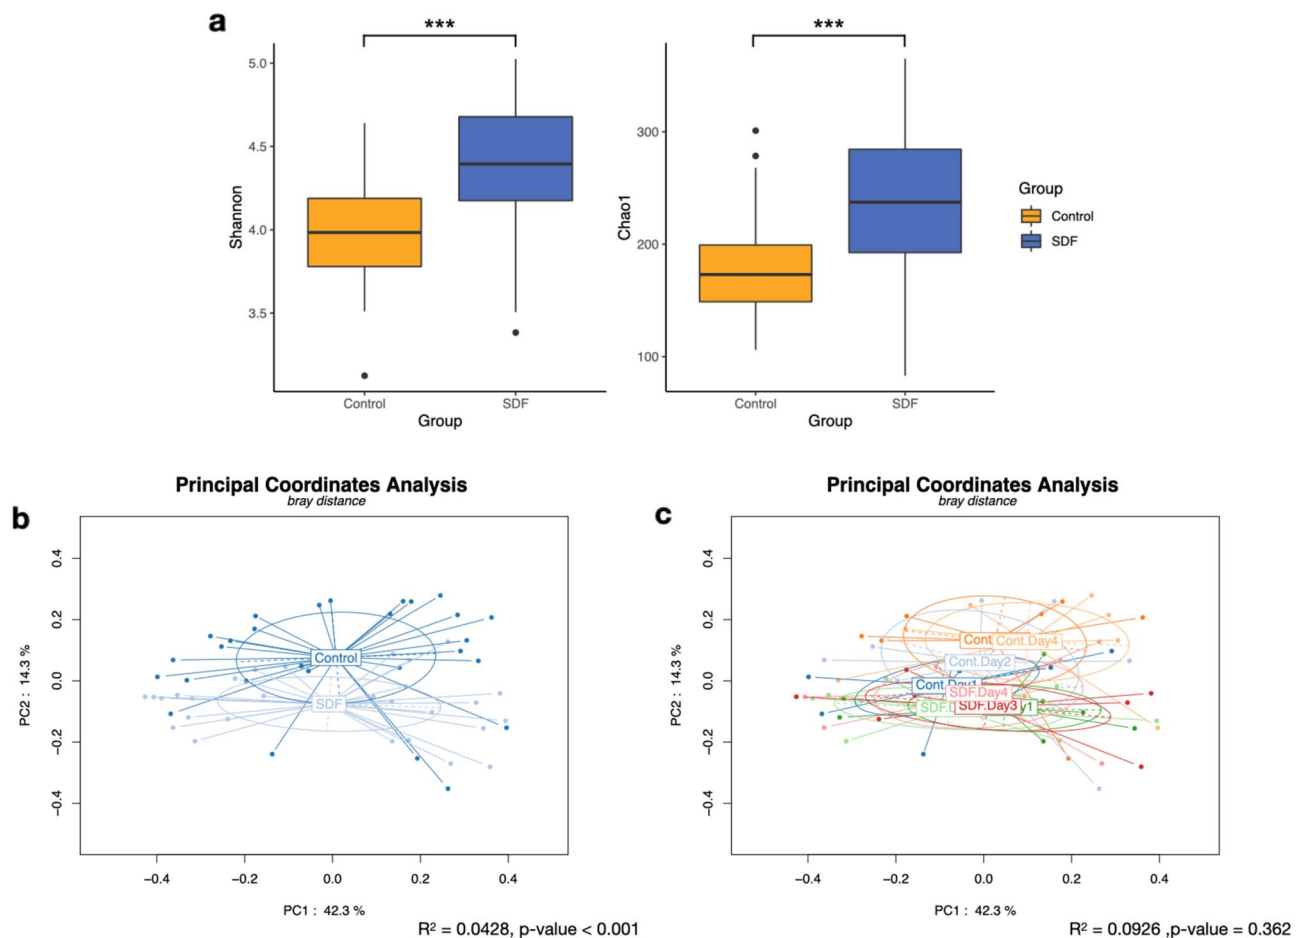 a
***
***
5.0
4.5
4.0
3.5
Shannon
Control
SDF
Group
300
200
100
Chao1
Control
SDF
Group
Group
Control
SDF
b
Principal Coordinates Analysis
bray distance
0.4
0.2
0.0
−0.2
−0.4
PC2 : 14.3 %
Control
SDF
−0.4
−0.2
0.0
0.2
0.4
PC1 : 42.3 %
R² = 0.0428, p-value < 0.001
c
Principal Coordinates Analysis
bray distance
0.4
0.2
0.0
−0.2
−0.4
PC2 : 14.3 %
Cont
Cont.Day4
Cont.Day2
Cont.Day1
SDF.Day4
SDF.Day3
−0.4
−0.2
0.0
0.2
0.4
PC1 : 42.3 %
R² = 0.0926 ,p-value = 0.362